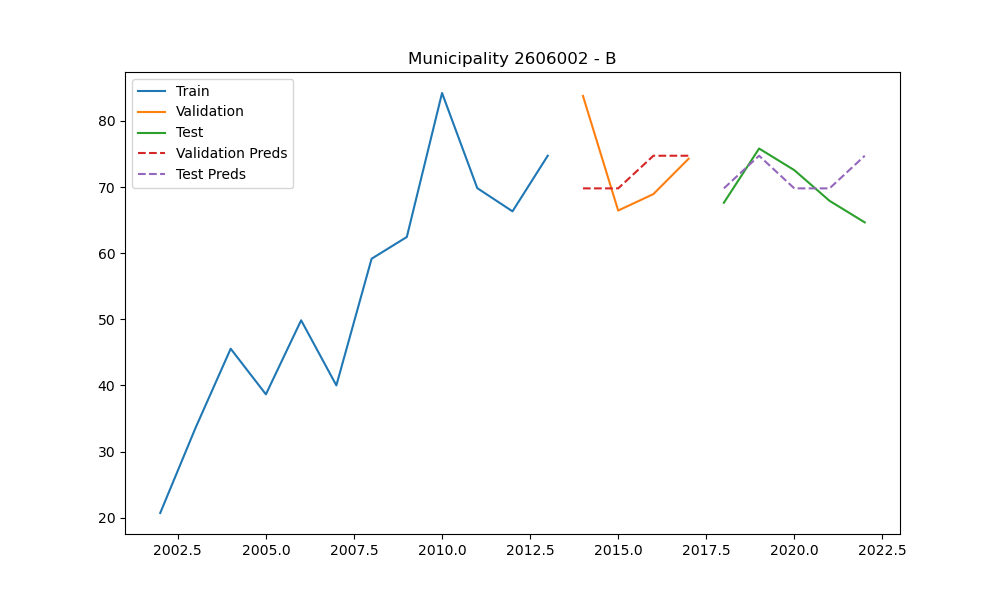 Municipality 2606002 - B
Train
Validation
Test
Validation Preds
Test Preds
80
70
60
50
40
30
20
2002.5 2005.0 2007.5 2010.0 2012.5 2015.0 2017.5 2020.0 2022.5